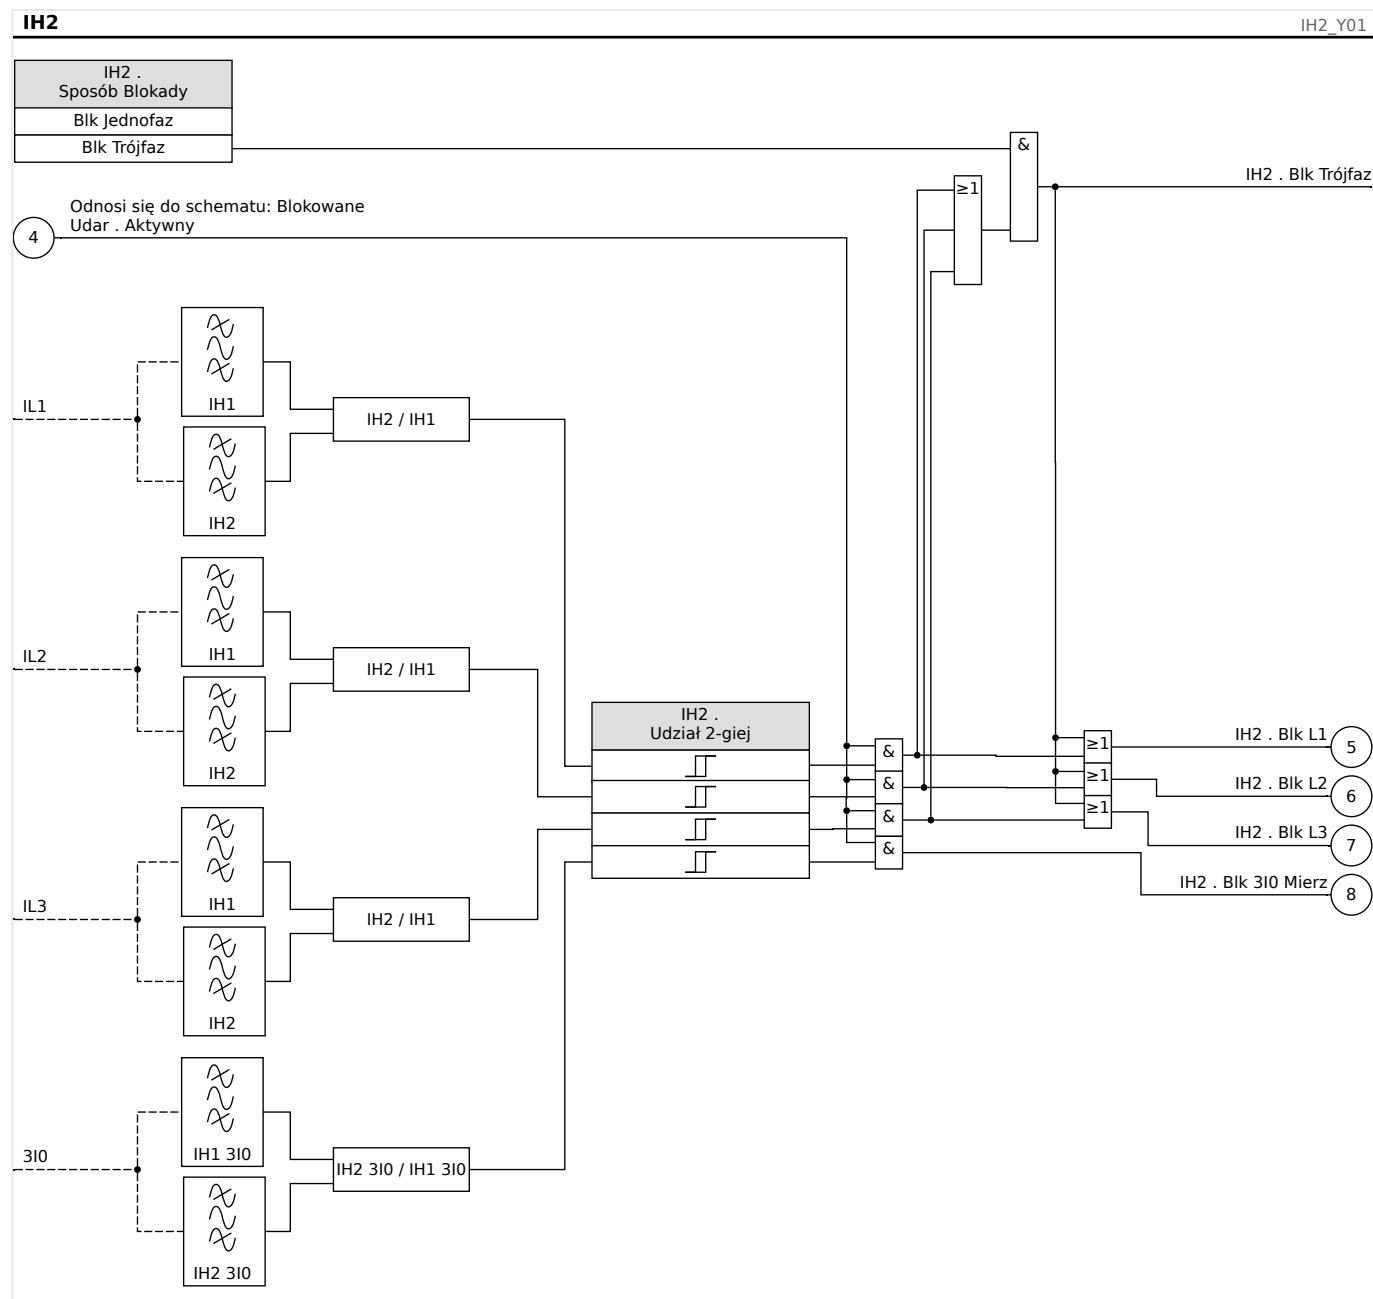 IH2
IH2_Y01
IH2 .
Sposób Blokady
Blk Jednofaz
Blk Trójfaz
&
≥1
IH2 . Blk Trójfaz
Odnosi się do schematu: Blokowane
Udar . Aktywny
4
IH1
IL1
IH2 / IH1
IH2
IH1
IL2
IH2 / IH1
IH2
IH2 .
Udział 2-giej
&
&
&
&
≥1
≥1
≥1
IH2 . Blk L1
5
IH2 . Blk L2
6
IH2 . Blk L3
7
IH2 . Blk 3I0 Mierz
8
IH1
IL3
IH2 / IH1
IH2
IH1 3I0
3I0
IH2 3I0 / IH1 3I0
IH2 3I0